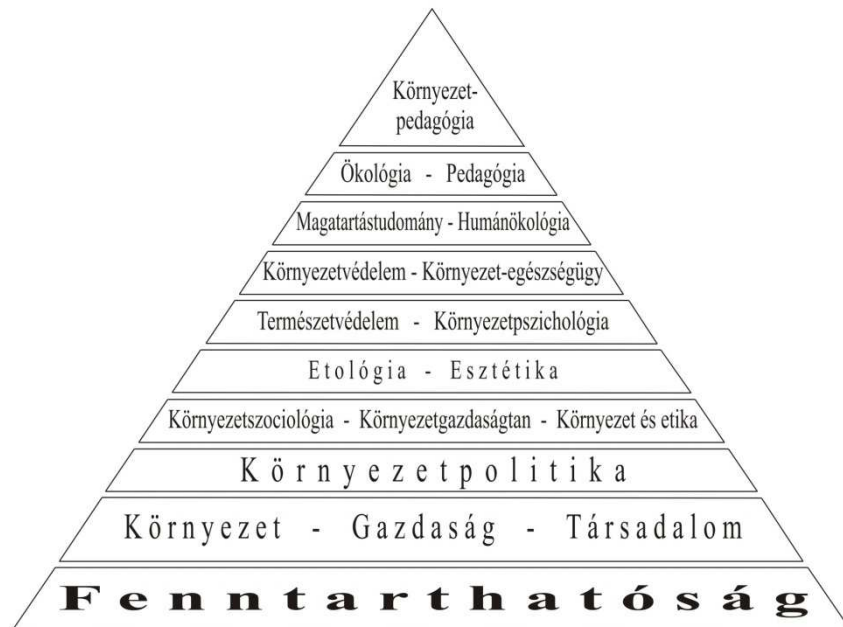 Környezet-
pedagógia
Ökológia - Pedagógia
Magatartástudomány - Humánökológia
Környezetvédelem - Környezet-egészségügy
Természetvédelem - Környezetpszichológia
Etológia - Esztétika
Környezetszociológia - Környezetgazdaságtan - Környezet és etika
Környezetpolitika
Környezet - Gazdaság - Társadalom
Fenntarthatóság